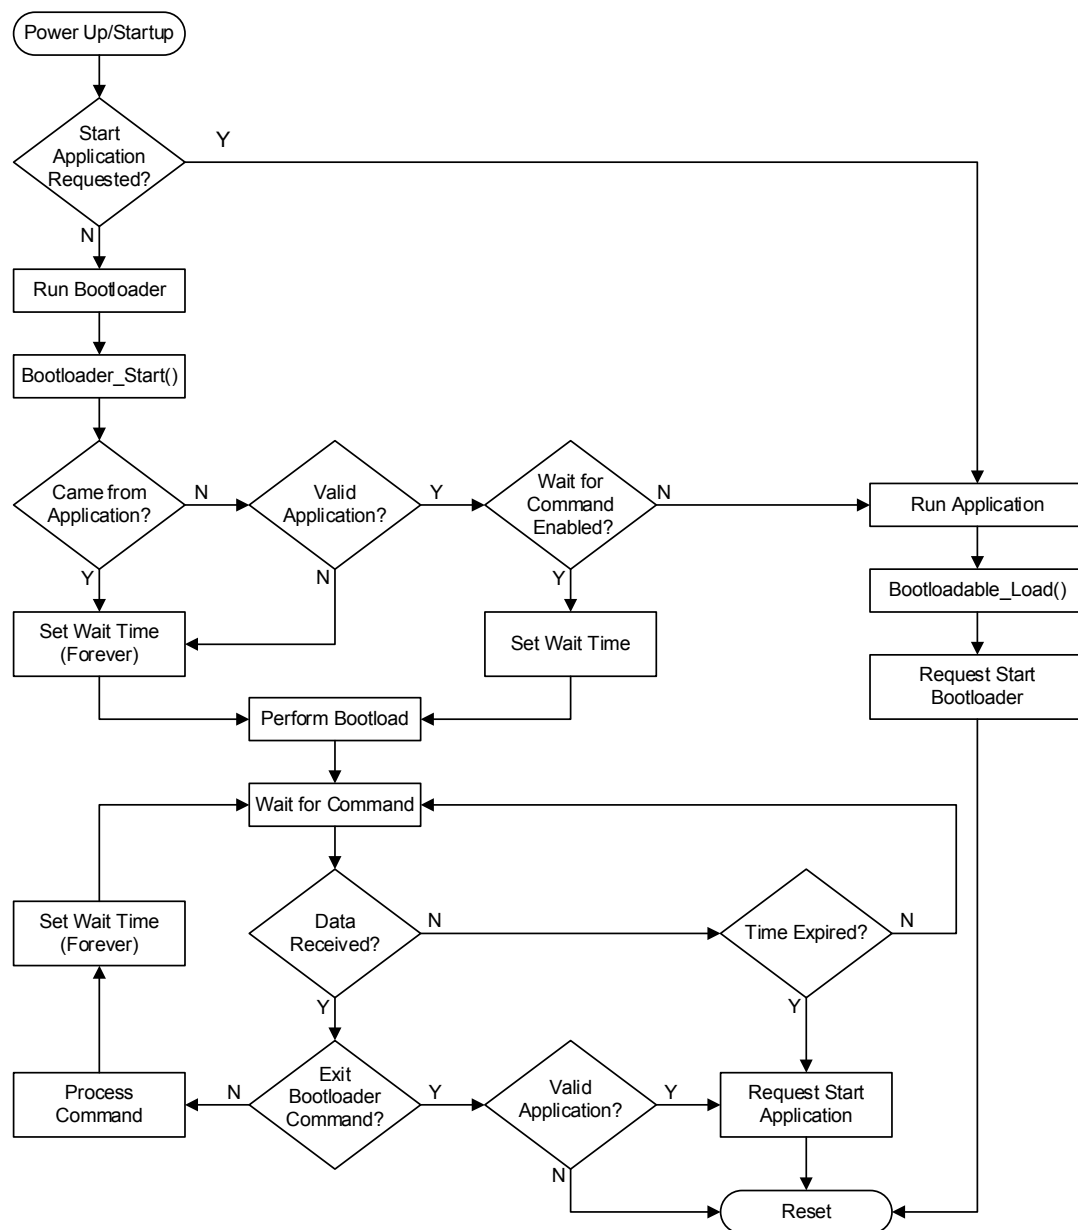 Power Up/Startup
Start
Application
Requested?
Y
N
Run Bootloader
Bootloader_Start()
Came from
Application?
N
Valid
Application?
Y
Wait for
Command
Enabled?
N
Run Application
Y
N
Y
Bootloadable_Load()
Set Wait Time
(Forever)
Set Wait Time
Request Start
Bootloader
Perform Bootload
Wait for Command
Set Wait Time
(Forever)
Data
Received?
N
Time Expired?
N
Y
Y
Process
Command
N
Exit
Bootloader
Command?
Y
Valid
Application?
Y
Request Start
Application
N
Reset